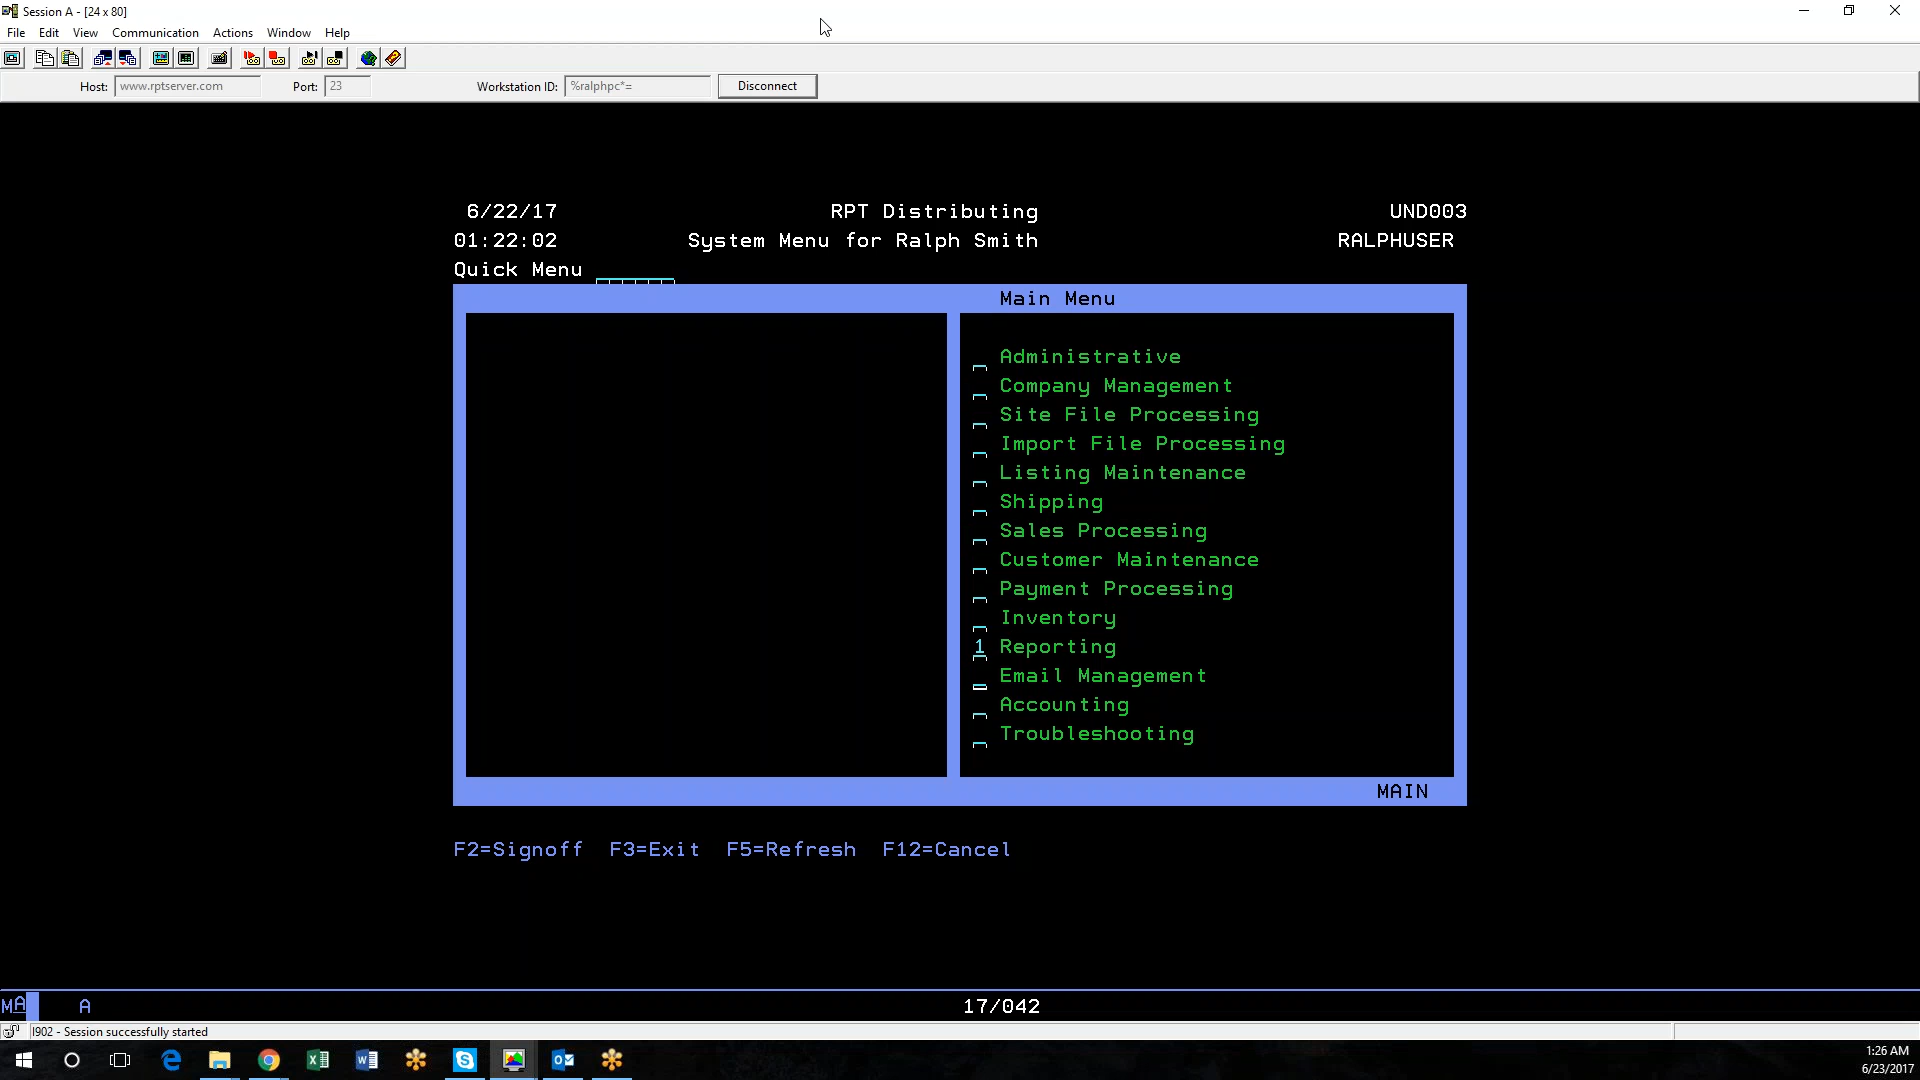 Session A - [24 x 80]
File Edit View Communication Actions Window Help
Host: www.rptserver.com Port: 23 Workstation ID: %ralphpc*= Disconnect
6/22/17 RPT Distributing UND003
01:22:02 System Menu for Ralph Smith RALPHUSER
Quick Menu
Main Menu
Administrative
Company Management
Site File Processing
Import File Processing
Listing Maintenance
Shipping
Sales Processing
Customer Maintenance
Payment Processing
Inventory
1 Reporting
Email Management
Accounting
Troubleshooting
MAIN
F2=Signoff F3=Exit F5=Refresh F12=Cancel
MA A 17/042
I902 - Session successfully started
1:26 AM
6/23/2017